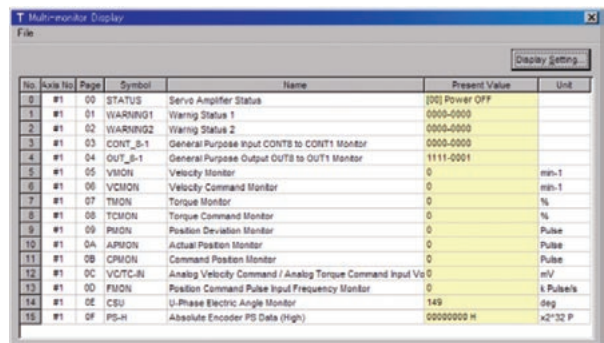 T Multi-monitor Display
File
Display Setting...
No. Axis No. Page Symbol Name Present Value Unit
0 #1 00 STATUS Servo Amplifier Status [00] Power OFF
1 #1 01 WARNING1 Warnig Status 1 0000-0000
2 #1 02 WARNING2 Warnig Status 2 0000-0000
3 #1 03 CONT_8-1 General Purpose Input CONT8 to CONT1 Monitor 0000-0000
4 #1 04 OUT_8-1 General Purpose Output OUT8 to OUT1 Monitor 1111-0001
5 #1 05 VMON Velocity Monitor 0 min-1
6 #1 06 VCMON Velocity Command Monitor 0 min-1
7 #1 07 TMON Torque Monitor 0 %
8 #1 08 TCMON Torque Command Monitor 0 %
9 #1 09 PMON Position Deviation Monitor 0 Pulse
10 #1 0A APMON Actual Position Monitor 0 Pulse
11 #1 0B CPMON Command Position Monitor 0 Pulse
12 #1 0C VC/TC-IN Analog Velocity Command / Analog Torque Command Input Vo 0 mV
13 #1 0D FMON Position Command Pulse Input Frequency Monitor 0 k Pulse/s
14 #1 0E CSU U-Phase Electric Angle Monitor 149 deg
15 #1 0F PS-H Absolute Encoder PS Data (High) 00000000 H x2^32 P